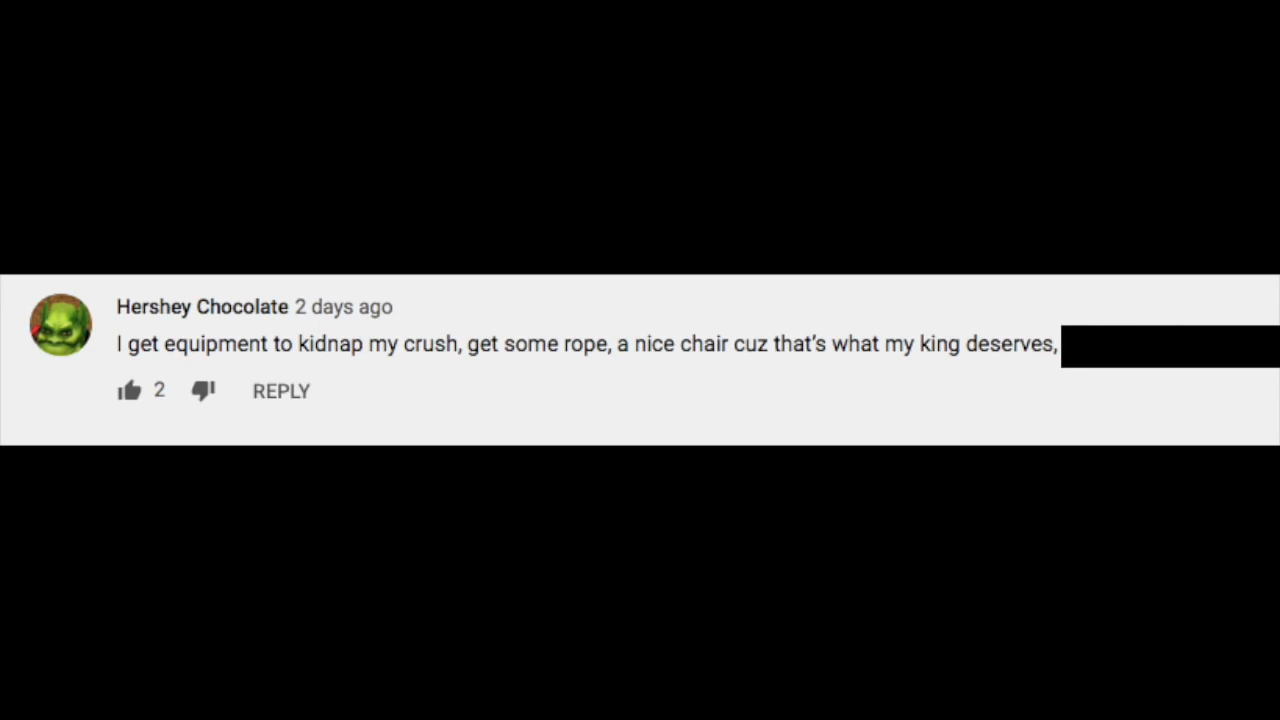 Hershey Chocolate 2 days ago
I get equipment to kidnap my crush, get some rope, a nice chair cuz that's what my king deserves,
2 REPLY